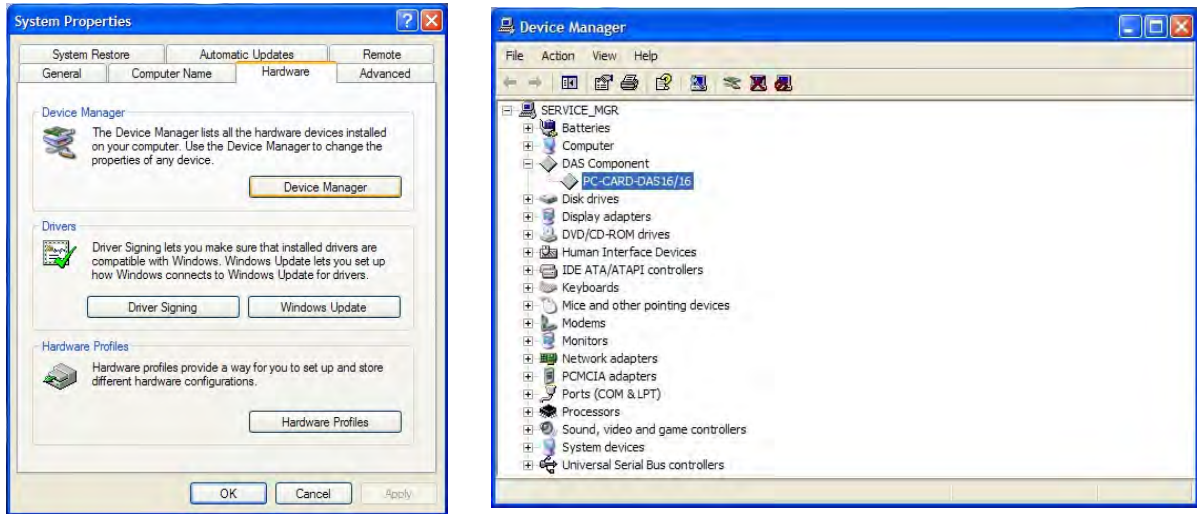 System Properties
System Restore
Automatic Updates
Remote
General
Computer Name
Hardware
Advanced
Device Manager
The Device Manager lists all the hardware devices installed
on your computer. Use the Device Manager to change the
properties of any device.
Device Manager
Drivers
Driver Signing lets you make sure that installed drivers are
compatible with Windows. Windows Update lets you set up
how Windows connects to Windows Update for drivers.
Driver Signing
Windows Update
Hardware Profiles
Hardware profiles provide a way for you to set up and store
different hardware configurations.
Hardware Profiles
OK
Cancel
Apply
Device Manager
File Action View Help
SERVICE_MGR
Batteries
Computer
DAS Component
PC-CARD-DAS16/16
Disk drives
Display adapters
DVD/CD-ROM drives
Human Interface Devices
IDE ATA/ATAPI controllers
Keyboards
Mice and other pointing devices
Modems
Monitors
Network adapters
PCMCIA adapters
Ports (COM & LPT)
Processors
Sound, video and game controllers
System devices
Universal Serial Bus controllers